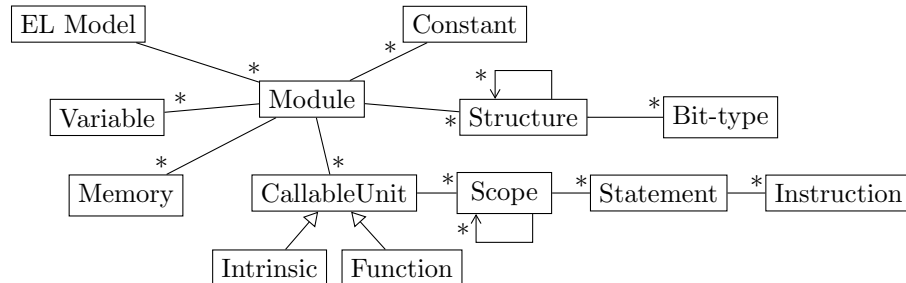 EL Model
Constant
*
*
Module
*
Variable
*
*
Structure
*
Bit-type
*
Memory
*
CallableUnit
*
Scope
*
*
Statement
*
Instruction
Intrinsic
Function